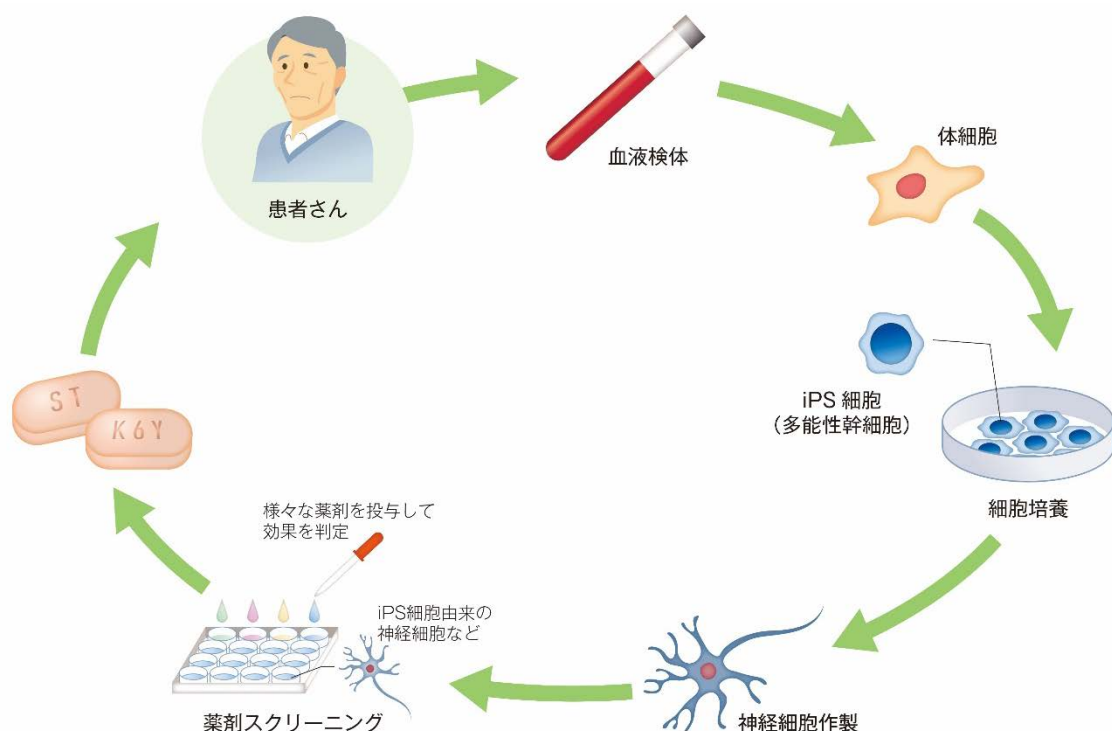 患者さん
血液検体
体細胞
iPS 細胞
(多能性幹細胞)
細胞培養
神経細胞作製
iPS細胞由来の
神経細胞など
様々な薬剤を投与して
効果を判定
薬剤スクリーニング
ST
K6Y